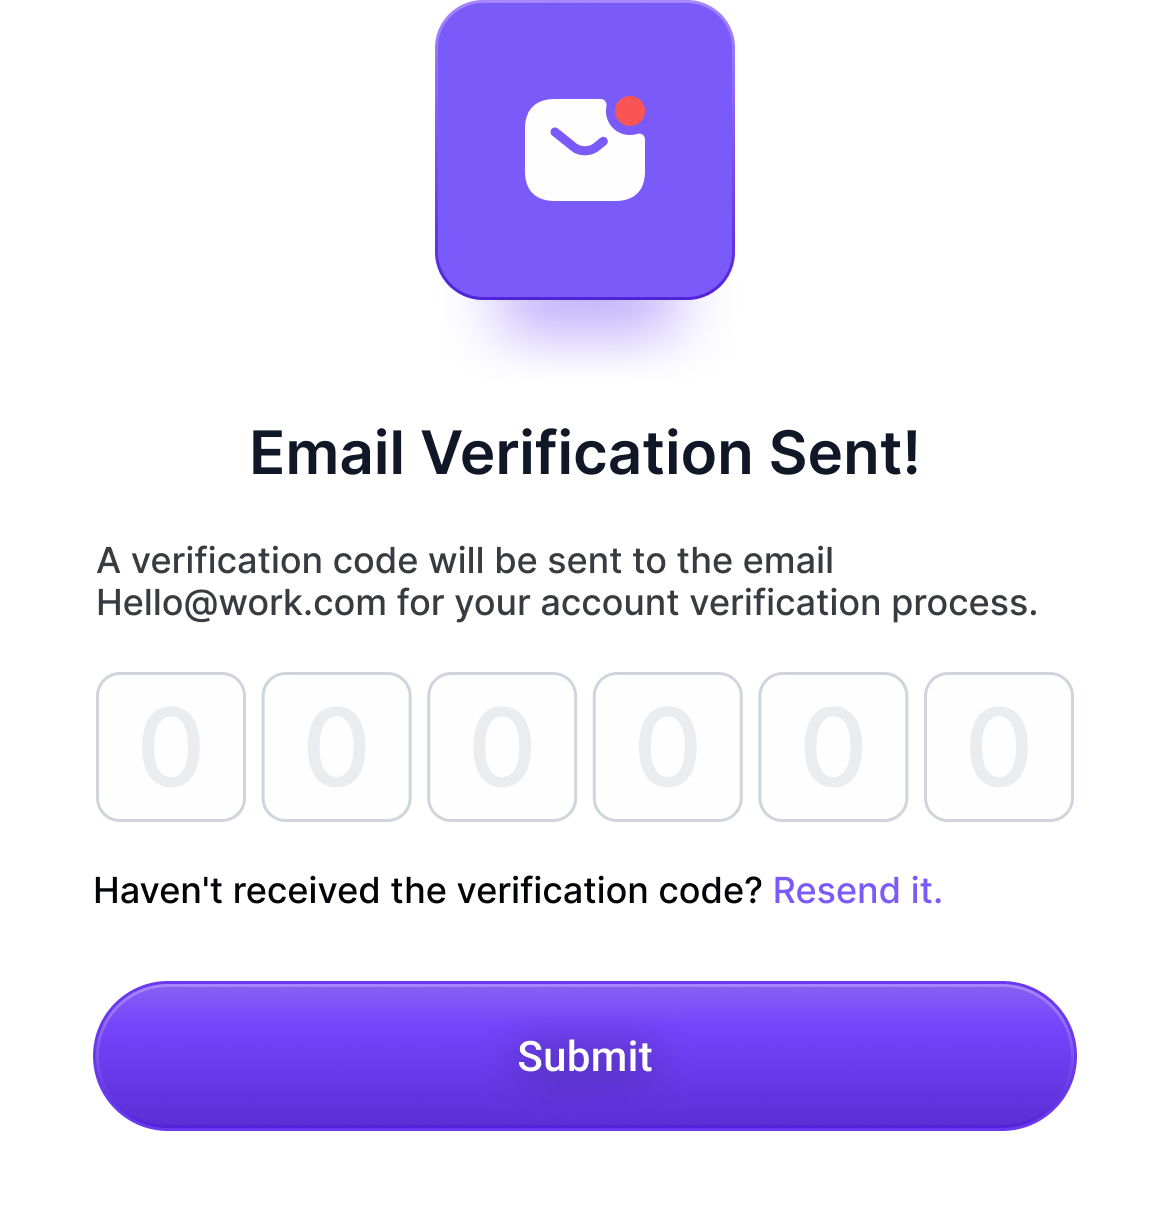 Email Verification Sent!
A verification code will be sent to the email
Hello@work.com for your account verification process.
0 0 0 0 0 0
Haven't received the verification code? Resend it.
Submit